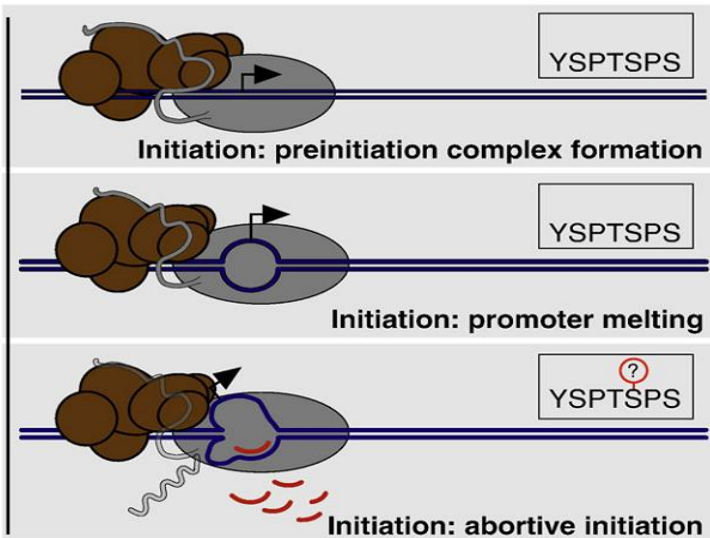 YSPTSPS
Initiation: preinitiation complex formation
YSPTSPS
Initiation: promoter melting
?
YSPTSPS
Initiation: abortive initiation